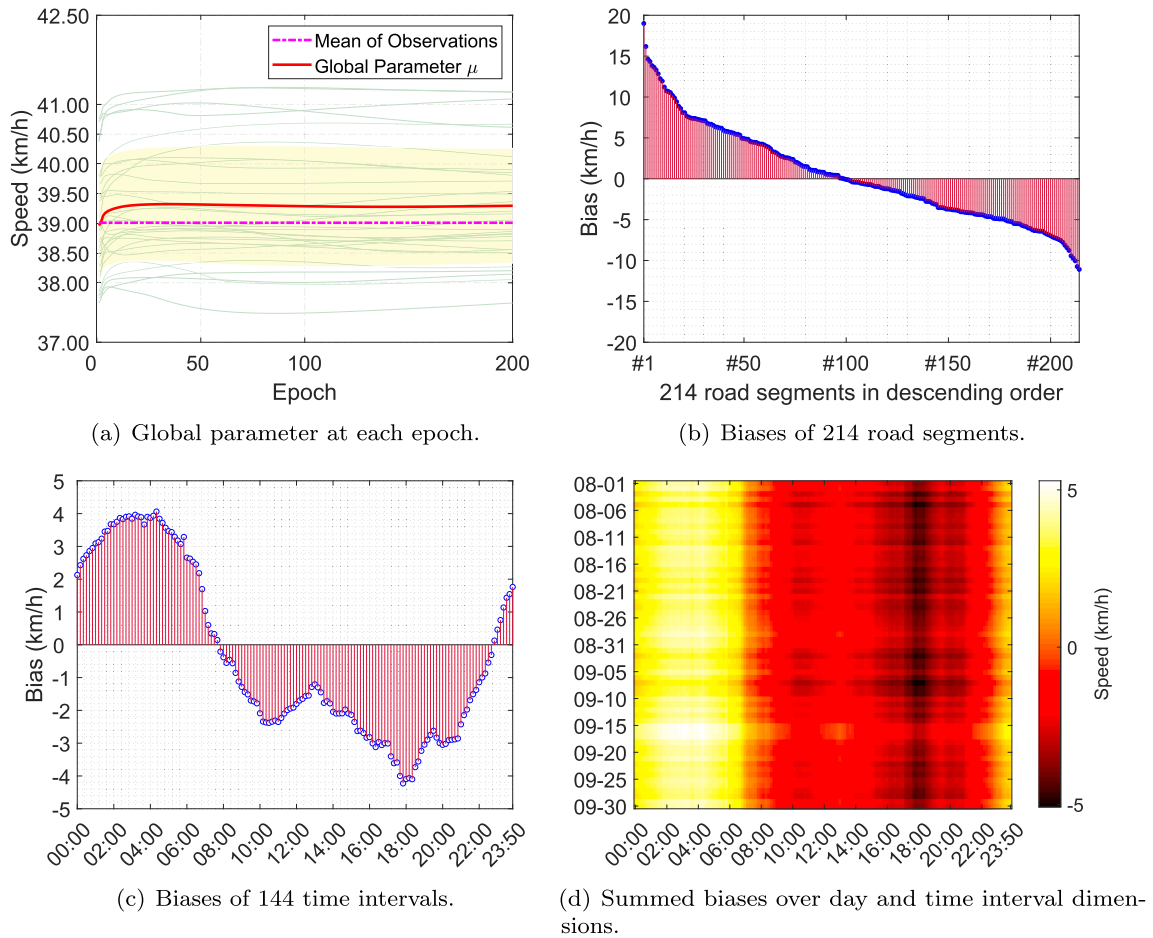 42.50
41.00
40.50
40.00
39.50
39.00
38.50
38.00
37.00
Speed (km/h)
Mean of Observations
Global Parameter μ
0 50 100 200
Epoch
(a) Global parameter at each epoch.
20
15
10
5
0
-5
-10
-15
-20
Bias (km/h)
#1 #50 #100 #150 #200
214 road segments in descending order
(b) Biases of 214 road segments.
5
4
3
2
1
0
-1
-2
-3
-4
-5
Bias (km/h)
00:00 02:00 04:00 06:00 10:00 12:00 14:00 16:00 18:00 20:00 22:00 23:50
(c) Biases of 144 time intervals.
08-01
08-06
08-11
08-16
08-21
08-26
08-31
09-05
09-10
09-15
09-20
09-25
09-30
00:00 02:00 04:00 06:00 10:00 12:00 14:00 16:00 18:00 20:00 22:00 23:50
5
0
-5
Speed (km/h)
(d) Summed biases over day and time interval dimen-
sions.